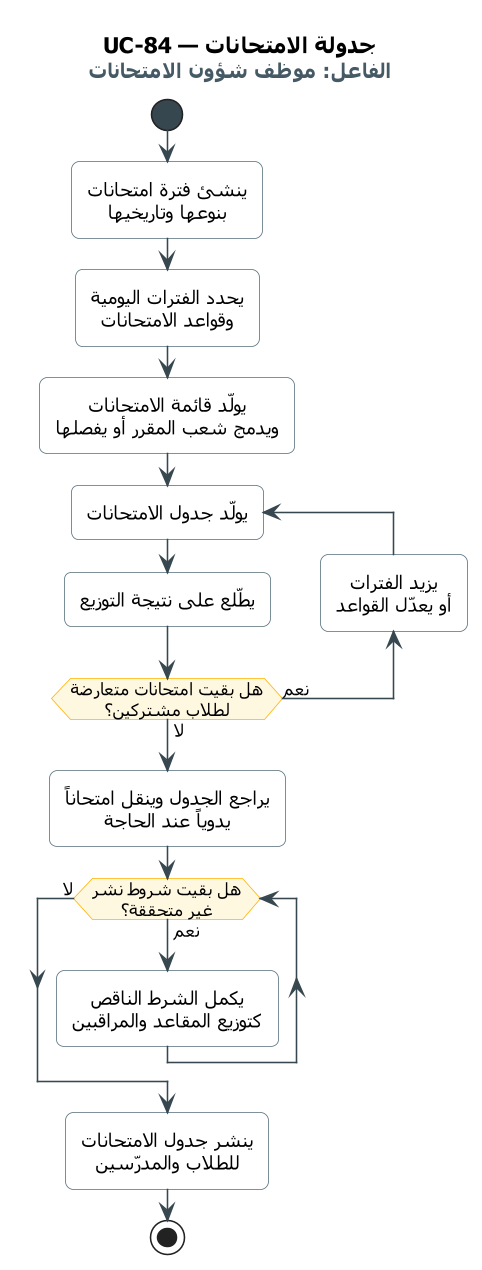 جدولة الامتحانات — UC-84
الفاعل: موظف شؤون الامتحانات
ينشئ فترة امتحانات
بنوعها وتاريخيها
يحدد الفترات اليومية
وقواعد الامتحانات
يولّد قائمة الامتحانات
ويدمج شعب المقرر أو يفصلها
يولّد جدول الامتحانات
يزيد الفترات
أو يعدّل القواعد
يطّلع على نتيجة التوزيع
هل بقيت امتحانات متعارضة
لطلاب مشتركين؟
نعم
لا
يراجع الجدول وينقل امتحاناً
يدوياً عند الحاجة
هل بقيت شروط نشر
غير متحققة؟
لا
نعم
يكمل الشرط الناقص
كتوزيع المقاعد والمراقبين
ينشر جدول الامتحانات
للطلاب والمدرّسين